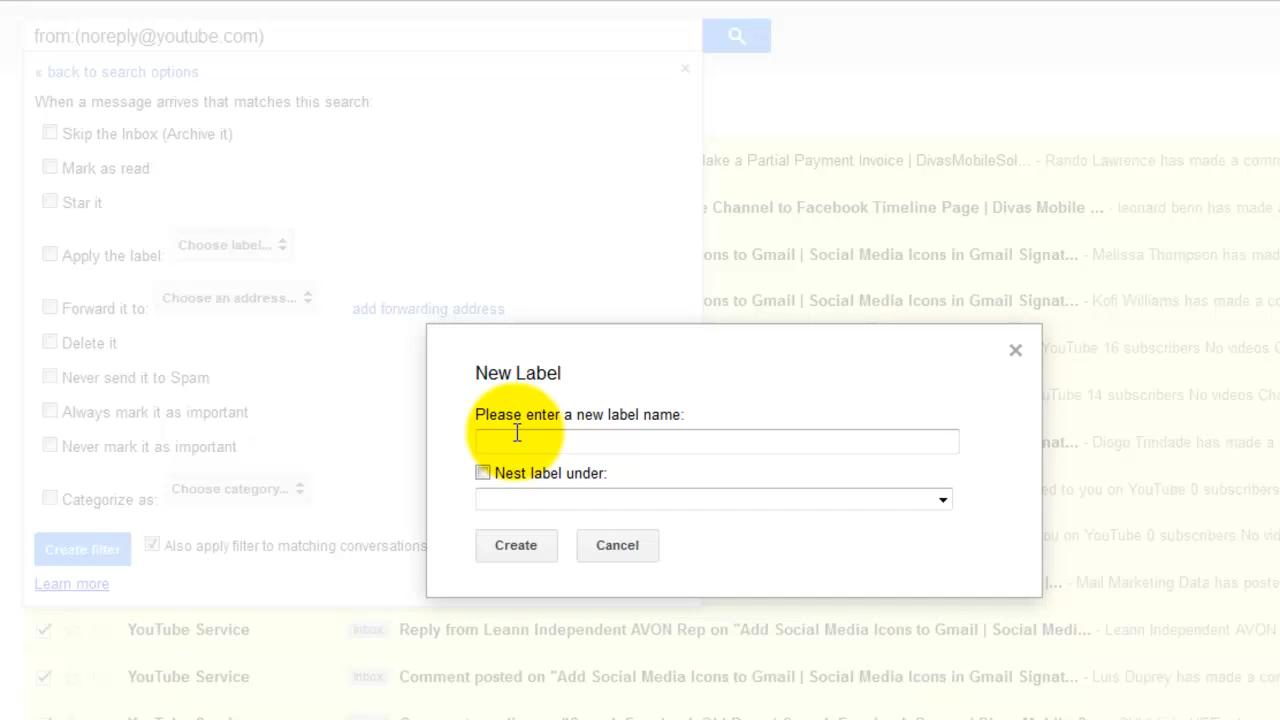 from:(noreply@youtube.com)
« back to search options
When a message arrives that matches this search:
Skip the Inbox (Archive it)
Mark as read
Star it
Apply the label: Choose label...
Forward it to: Choose an address... add forwarding address
Delete it
Never send it to Spam
Always mark it as important
Never mark it as important
Categorize as: Choose category...
Create filter Also apply filter to matching conversations
Learn more
New Label
Please enter a new label name:
Nest label under:
Create Cancel
a Partial Payment Invoice | DivasMobileSol... - Rando Lawrence has made a comm
Channel to Facebook Timeline Page | Divas Mobile ... - leonard benn has made
ons to Gmail | Social Media Icons in Gmail Signat... - Melissa Thompson has mad
ons to Gmail | Social Media Icons in Gmail Signat... - Kofi Williams has made a co
YouTube 16 subscribers No videos
YouTube 14 subscribers No videos Cha
nat... - Diogo Trindade has made a
ed to you on YouTube 0 subscribers
ou on YouTube 0 subscribers No vi
|... - Mail Marketing Data has poste
YouTube Service Inbox Reply from Leann Independent AVON Rep on "Add Social Media Icons to Gmail | Social Medi... - Leann Independent AVON
YouTube Service Inbox Comment posted on "Add Social Media Icons to Gmail | Social Media Icons in Gmail Signat... - Luis Duprey has made a con